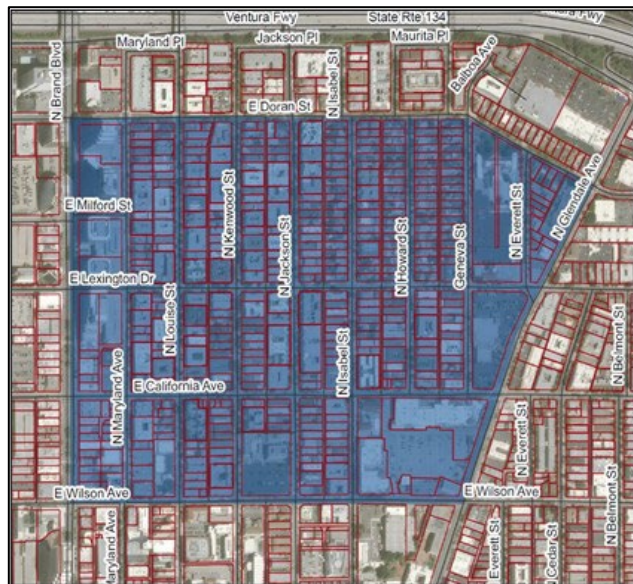 Ventura Fwy
State Rte 134
Maryland Pl
Jackson Pl
Maurita Pl
Balboa Ave
N Brand Blvd
N Isabel St
E Doran St
N Glendale Ave
E Milford St
N Kenwood St
N Jackson St
N Howard St
Geneva St
N Everett St
E Lexington Dr
N Louise St
N Isabel St
N Belmont St
E California Ave
N Maryland Ave
N Everett St
E Wilson Ave
E Wilson Ave
N Belmont St
Maryland Ave
Everett St
Cedar St